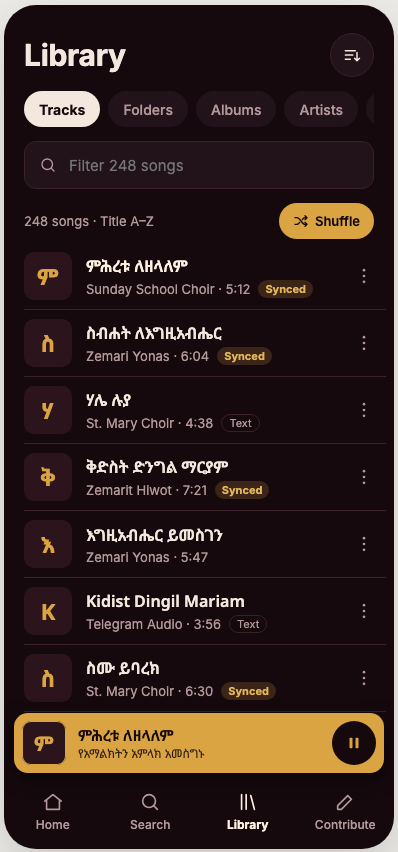 Library
Tracks Folders Albums Artists
Filter 248 songs
248 songs · Title A–Z Shuffle
ም ምሕረቱ ለዘላለም
Sunday School Choir · 5:12 Synced
ስ ስብሐት ለእግዚአብሔር
Zemari Yonas · 6:04 Synced
ሃ ሃሌ ሉያ
St. Mary Choir · 4:38 Text
ቅ ቅድስት ድንግል ማርያም
Zemarit Hiwot · 7:21 Synced
እ እግዚአብሔር ይመስገን
Zemari Yonas · 5:47
K Kidist Dingil Mariam
Telegram Audio · 3:56 Text
ስ ስሙ ይባረክ
St. Mary Choir · 6:30 Synced
ም ምሕረቱ ለዘላለም
የአማልክትን አምላክ አመስግኑ
Home Search Library Contribute